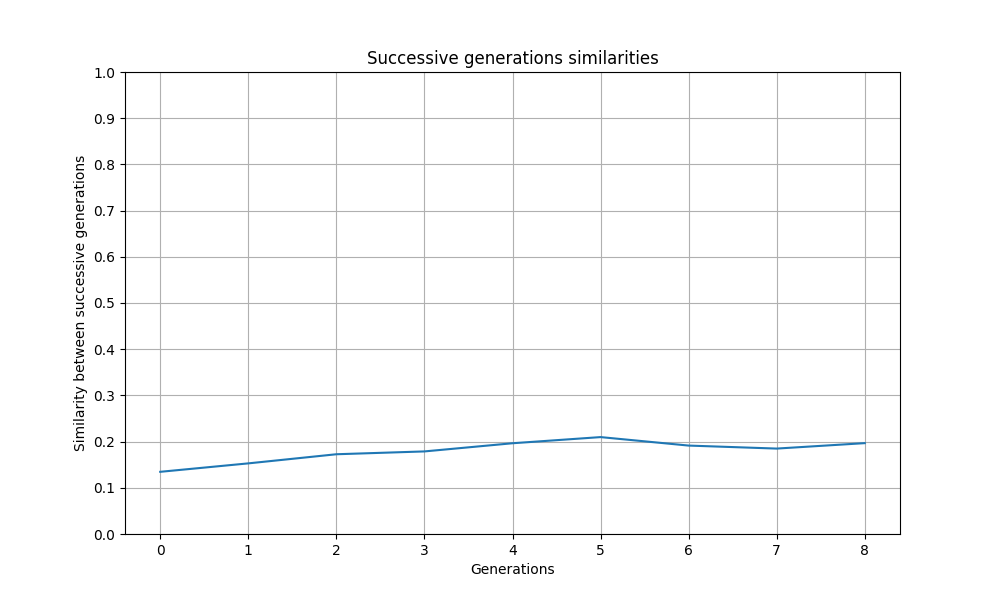 Successive generations similarities
1.0
0.9
0.8
0.7
0.6
0.5
0.4
0.3
0.2
0.1
0.0
Similarity between successive generations
0 1 2 3 4 5 6 7 8
Generations